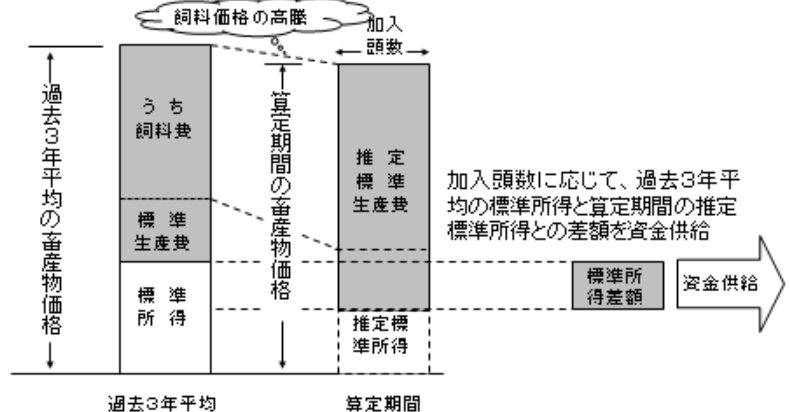 飼料価格の高騰
加入
頭数
過去3年平均の畜産物価格
うち
飼料費
標準
生産費
標準
所得
算定期間の畜産物価格
推定
標準
生産費
推定標
準所得
加入頭数に応じて、過去3年平
均の標準所得と算定期間の推定
標準所得との差額を資金供給
標準所
得差額
資金供給
過去3年平均
算定期間